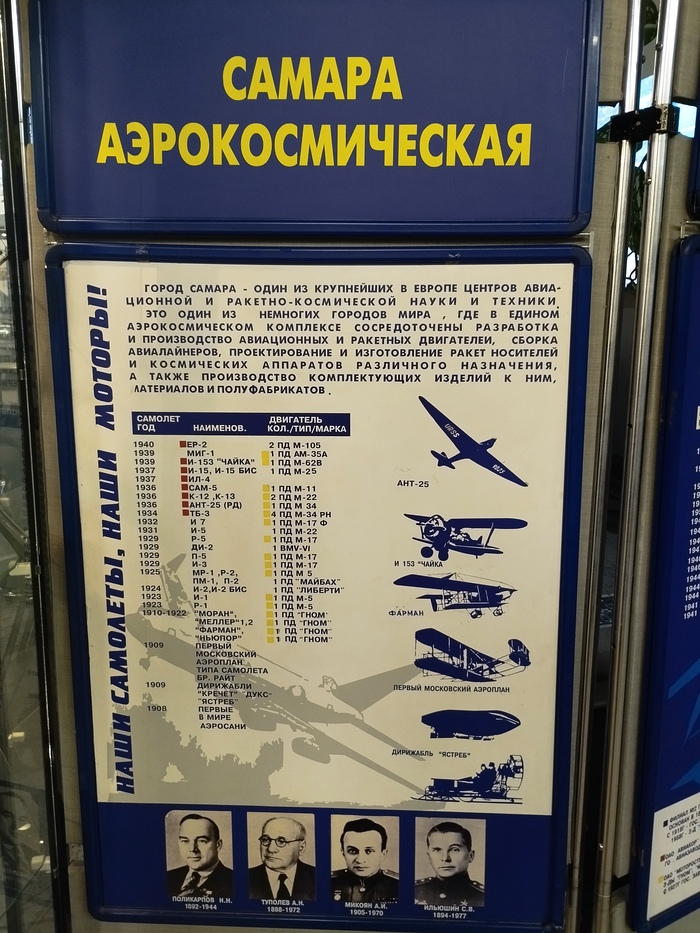 САМАРА
АЭРОКОСМИЧЕСКАЯ
НАШИ САМОЛЕТЫ, НАШИ МОТОРЫ!
ГОРОД САМАРА - ОДИН ИЗ КРУПНЕЙШИХ В ЕВРОПЕ ЦЕНТРОВ АВИА-
ЦИОННОЙ И РАКЕТНО-КОСМИЧЕСКОЙ НАУКИ И ТЕХНИКИ,
ЭТО ОДИН ИЗ НЕМНОГИХ ГОРОДОВ МИРА , ГДЕ В ЕДИНОМ
АЭРОКОСМИЧЕСКОМ КОМПЛЕКСЕ СОСРЕДОТОЧЕНЫ РАЗРАБОТКА
И ПРОИЗВОДСТВО АВИАЦИОННЫХ И РАКЕТНЫХ ДВИГАТЕЛЕИ, СБОРКА
АВИАЛАЙНЕРОВ, ПРОЕКТИРОВАНИЕ И ИЗГОТОВЛЕНИЕ РАКЕТ НОСИТЕЛЕЙ
И КОСМИЧЕСКИХ АППАРАТОВ РАЗЛИЧНОГО НАЗНАЧЕНИЯ,
А ТАКЖЕ ПРОИЗВОДСТВО КОМПЛЕКТУЮЩИХ ИЗДЕЛИЙ К НИМ,
МАТЕРИАЛОВ И ПОЛУФАБРИКАТОВ .
САМОЛЕТ ДВИГАТЕЛЬ
ГОД НАИМЕНОВ. КОЛ./ТИП/МАРКА
1940 ЕР-2 2 ПД М-105
1939 МИГ-1 1 ПД АМ-35А
1939 И-153 "ЧАЙКА" 1 ПД М-62В
1937 И-15, И-15 БИС 1 ПД М-25
1937 ИЛ-4
1936 САМ-5 1 ПД М-11
1936 К-12 ,К-13 2 ПД М-22
1936 АНТ-25 (РД) 1 ПД М 34
1934 ТБ-3 4 ПД М-34 РН
1932 И 7 1 ПД М-17 Ф
1931 И-5 1 ПД М-22
1929 Р-5 1 ПД М-17
1929 ДИ-2 1 BMV-VI
1929 П-5 1 ПД М-17
1929 И-3 1 ПД М-17
1925 МР-1 ,Р-2, 1 ПД М 5
ПМ-1, П-2 1 ПД "МАЙБАХ"
1924 И-2,И-2 БИС 1 ПД "ЛИБЕРТИ"
1923 И-1 1 ПД М-5
1923 Р-1 1 ПД М-5
1910-1922 "МОРАН", 1 ПД "ГНОМ"
"МЕЛЛЕР"1,2 1 ПД "ГНОМ"
"ФАРМАН", 1 ПД "ГНОМ"
"НЬЮПОР" 1 ПД "ГНОМ"
1909 ПЕРВЫЙ
МОСКОВСКИЙ
АЭРОПЛАН
ТИПА САМОЛЕТА
БР. РАЙТ
1909 ДИРИЖАБЛИ
"КРЕЧЕТ" "ДУКС"
"ЯСТРЕБ"
1908 ПЕРВЫЕ
В МИРЕ
АЭРОСАНИ
АНТ-25
И 153 "ЧАЙКА
ФАРМАН
ПЕРВЫЙ МОСКОВСКИЙ АЭРОПЛАН
ДИРИЖАБЛЬ "ЯСТРЕБ"
ПОЛИКАРПОВ Н.Н.
1892-1944
ТУПОЛЕВ А.Н.
1888-1972
МИКОЯН А.И.
1905-1970
ИЛЬЮШИН С.В.
1894-1977